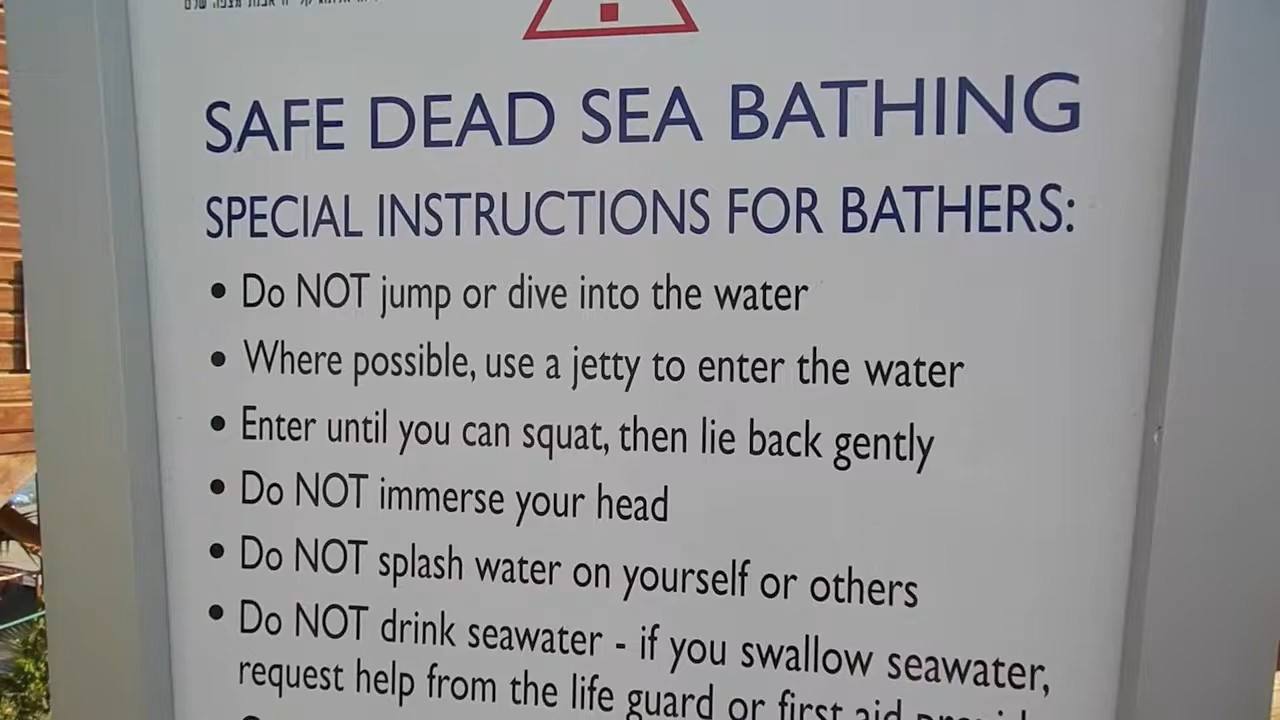 SAFE DEAD SEA BATHING
SPECIAL INSTRUCTIONS FOR BATHERS:
• Do NOT jump or dive into the water
• Where possible, use a jetty to enter the water
• Enter until you can squat, then lie back gently
• Do NOT immerse your head
• Do NOT splash water on yourself or others
• Do NOT drink seawater - if you swallow seawater,
request help from the life guard or first aid